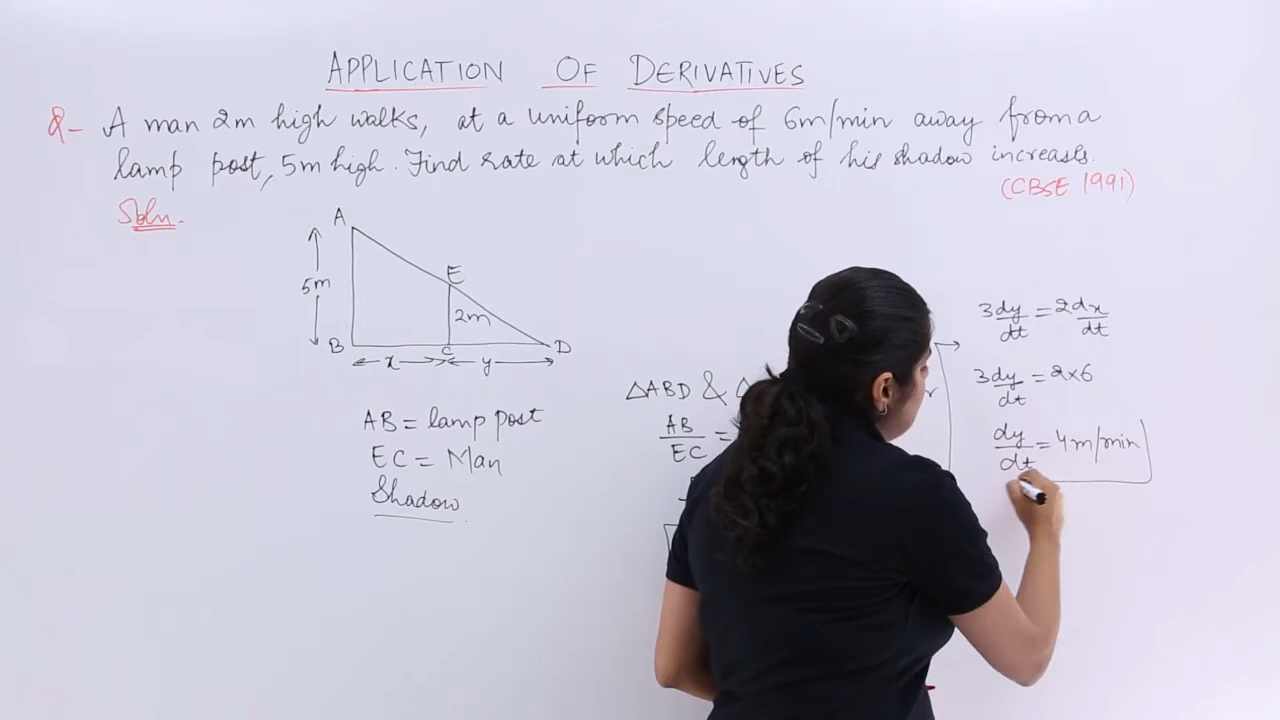 APPLICATION OF DERIVATIVES
Q- A man 2m high walks, at a uniform speed of 6m/min away from a
lamp post, 5m high. Find rate at which length of his shadow increases.
(CBSE 1991)
Soln.
A
5m
E
2m
B
C
D
x
y
AB = lamp post
EC = Man
Shadow
△ABD & △
AB/EC =
3dy/dt = 2dx/dt
3dy/dt = 2×6
dy/dt = 4m/min